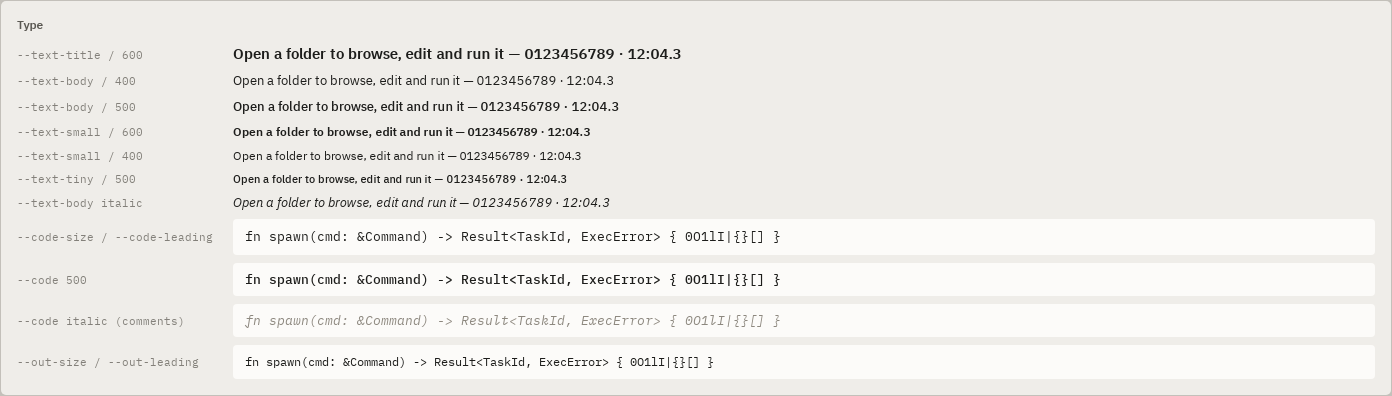 Type
--text-title / 600 Open a folder to browse, edit and run it — 0123456789 · 12:04.3
--text-body / 400 Open a folder to browse, edit and run it — 0123456789 · 12:04.3
--text-body / 500 Open a folder to browse, edit and run it — 0123456789 · 12:04.3
--text-small / 600 Open a folder to browse, edit and run it — 0123456789 · 12:04.3
--text-small / 400 Open a folder to browse, edit and run it — 0123456789 · 12:04.3
--text-tiny / 500 Open a folder to browse, edit and run it — 0123456789 · 12:04.3
--text-body italic Open a folder to browse, edit and run it — 0123456789 · 12:04.3
--code-size / --code-leading fn spawn(cmd: &Command) -> Result<TaskId, ExecError> { 0O1lI|{}[] }
--code 500 fn spawn(cmd: &Command) -> Result<TaskId, ExecError> { 0O1lI|{}[] }
--code italic (comments) fn spawn(cmd: &Command) -> Result<TaskId, ExecError> { 0O1lI|{}[] }
--out-size / --out-leading fn spawn(cmd: &Command) -> Result<TaskId, ExecError> { 0O1lI|{}[] }